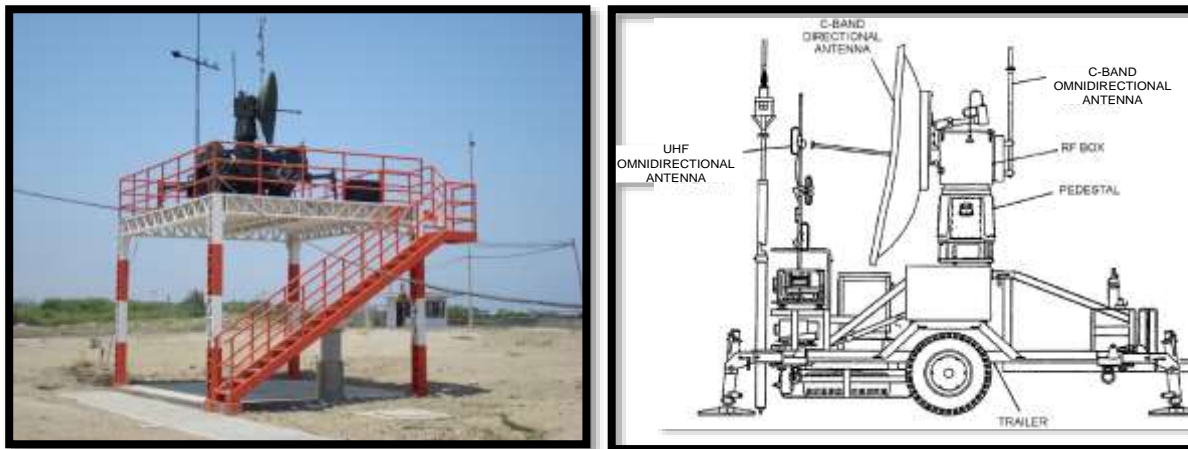 C-BAND
DIRECTIONAL
ANTENNA
C-BAND
OMNIDIRECTIONAL
ANTENNA
UHF
OMNIDIRECTIONAL
ANTENNA
RF BOX
PEDESTAL
TRAILER